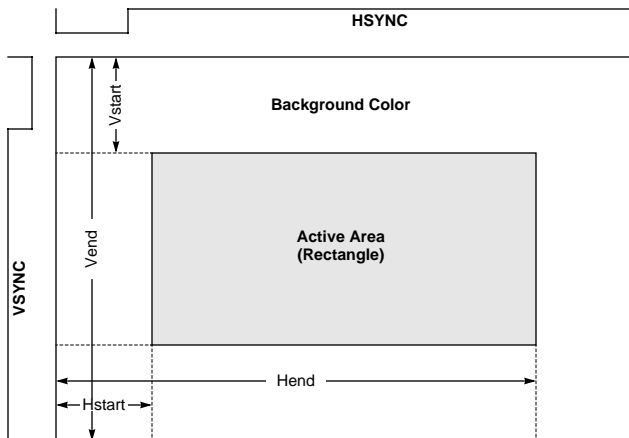 HSYNC
Vstart
Background Color
Vend
Active Area
(Rectangle)
VSYNC
Hend
Hstart